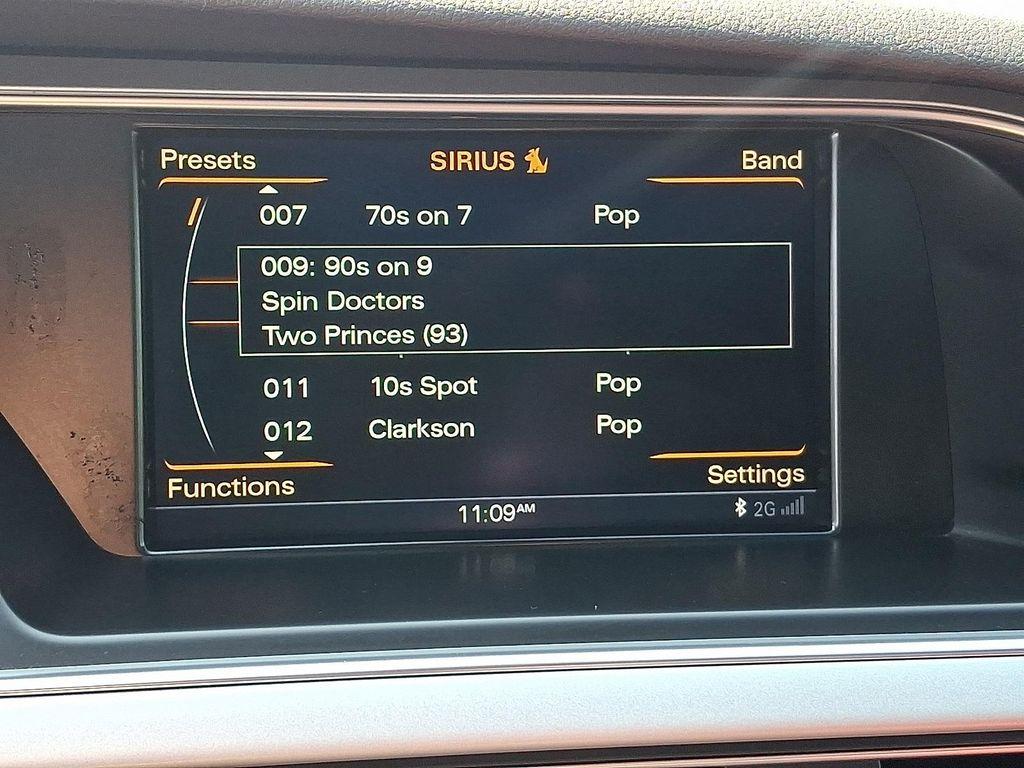 Presets SIRIUS Band
007 70s on 7 Pop
009: 90s on 9
Spin Doctors
Two Princes (93)
011 10s Spot Pop
012 Clarkson Pop
Functions Settings
11:09AM 2G